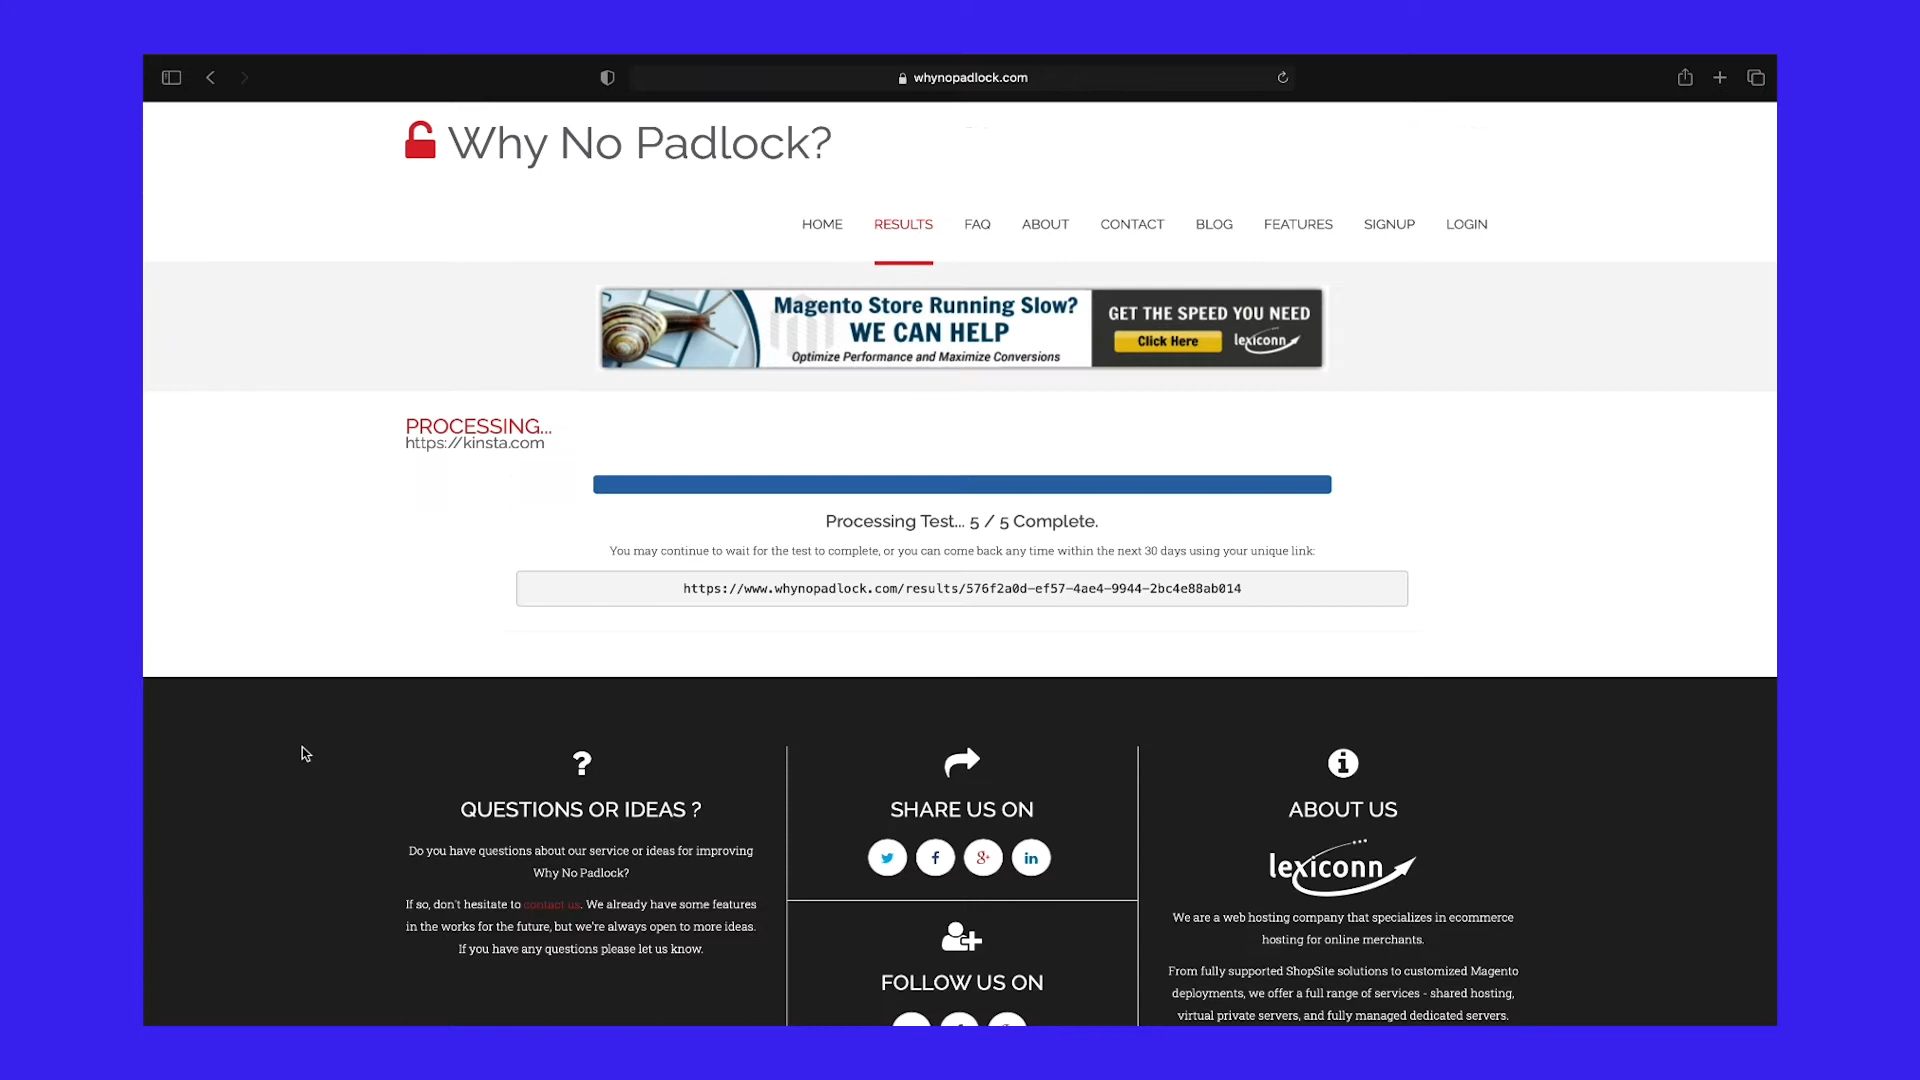 whynopadlock.com
Why No Padlock?
HOME RESULTS FAQ ABOUT CONTACT BLOG FEATURES SIGNUP LOGIN
Magento Store Running Slow?
WE CAN HELP
Optimize Performance and Maximize Conversions
GET THE SPEED YOU NEED
Click Here lexiconn
PROCESSING...
https://kinsta.com
Processing Test... 5 / 5 Complete.
You may continue to wait for the test to complete, or you can come back any time within the next 30 days using your unique link:
https://www.whynopadlock.com/results/576f2a0d-ef57-4ae4-9944-2bc4e88ab014
QUESTIONS OR IDEAS ?
Do you have questions about our service or ideas for improving
Why No Padlock?
If so, don't hesitate to contact us. We already have some features
in the works for the future, but we're always open to more ideas.
If you have any questions please let us know.
SHARE US ON
FOLLOW US ON
ABOUT US
lexiconn
We are a web hosting company that specializes in ecommerce
hosting for online merchants.
From fully supported ShopSite solutions to customized Magento
deployments, we offer a full range of services - shared hosting,
virtual private servers, and fully managed dedicated servers.